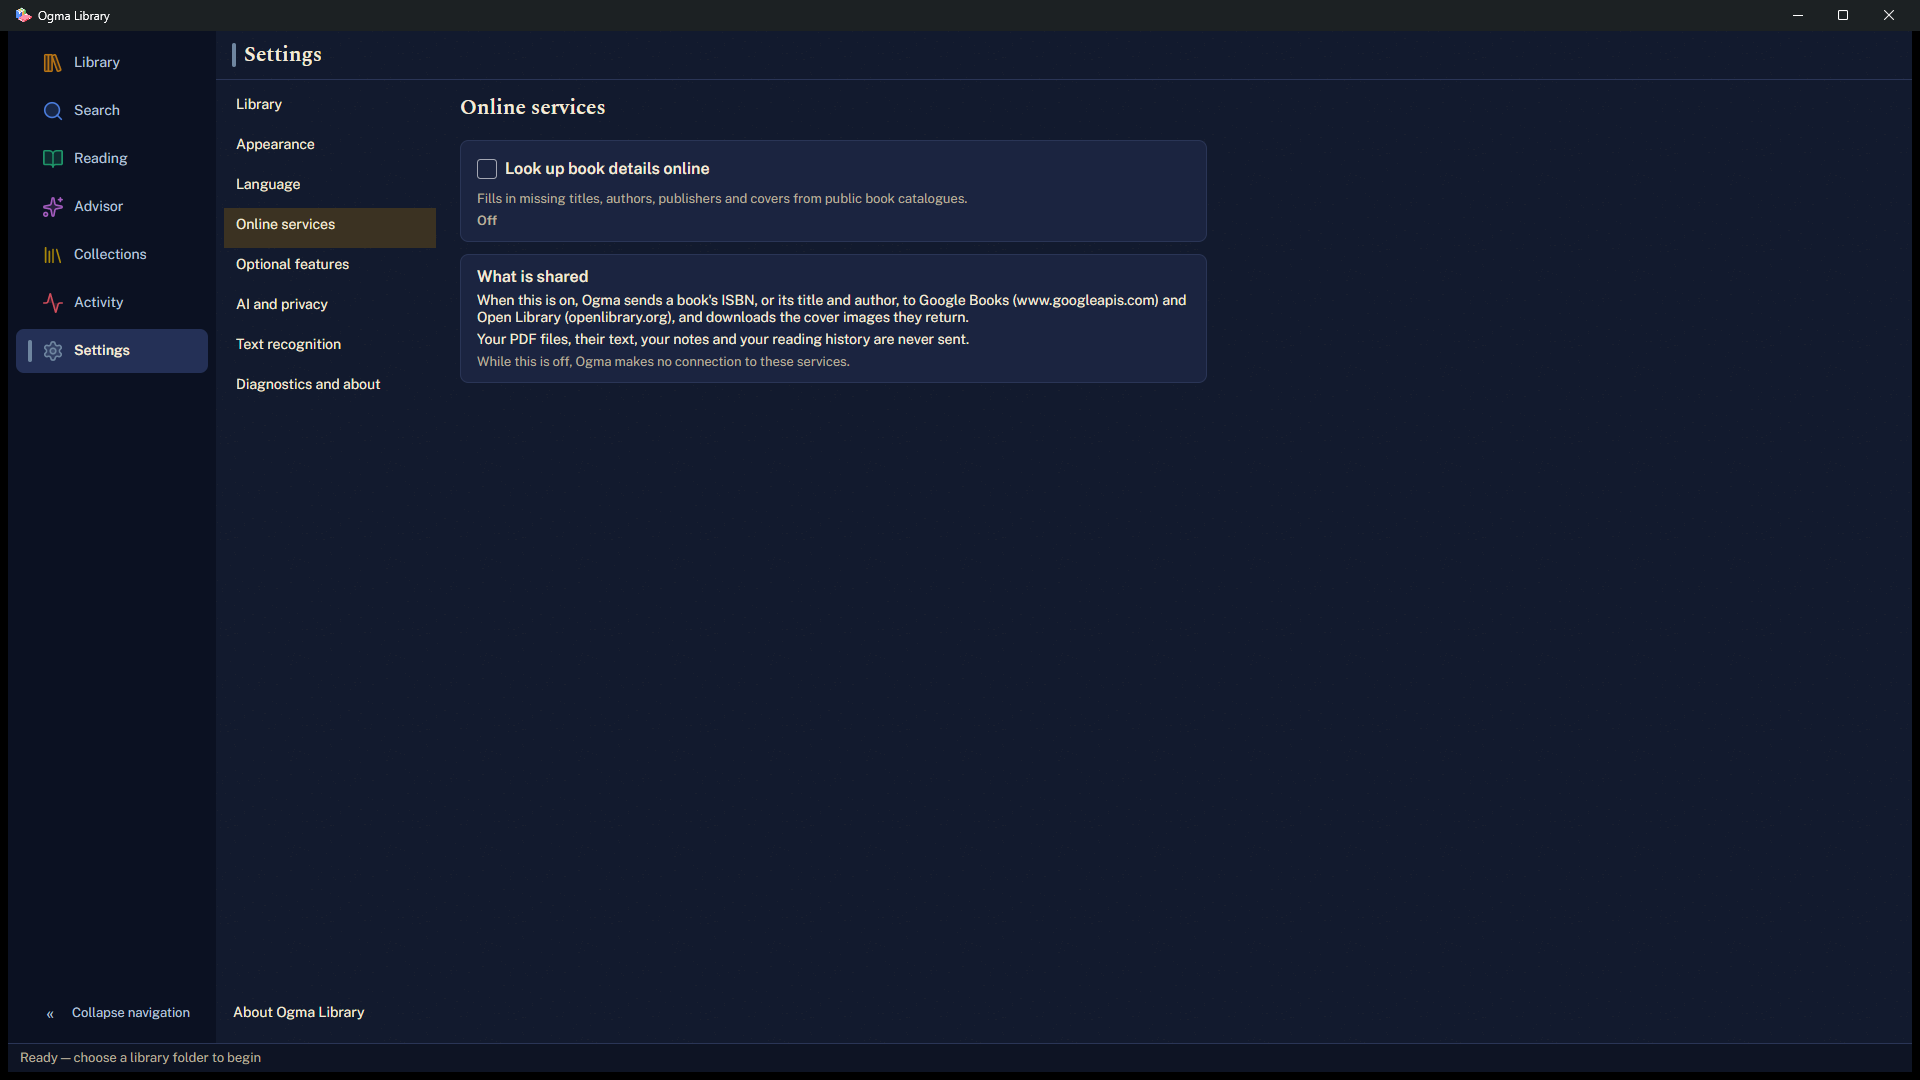 Ogma Library
Library
Search
Reading
Advisor
Collections
Activity
Settings
« Collapse navigation
Settings
Library
Appearance
Language
Online services
Optional features
AI and privacy
Text recognition
Diagnostics and about
About Ogma Library
Online services
Look up book details online
Fills in missing titles, authors, publishers and covers from public book catalogues.
Off
What is shared
When this is on, Ogma sends a book's ISBN, or its title and author, to Google Books (www.googleapis.com) and
Open Library (openlibrary.org), and downloads the cover images they return.
Your PDF files, their text, your notes and your reading history are never sent.
While this is off, Ogma makes no connection to these services.
Ready — choose a library folder to begin